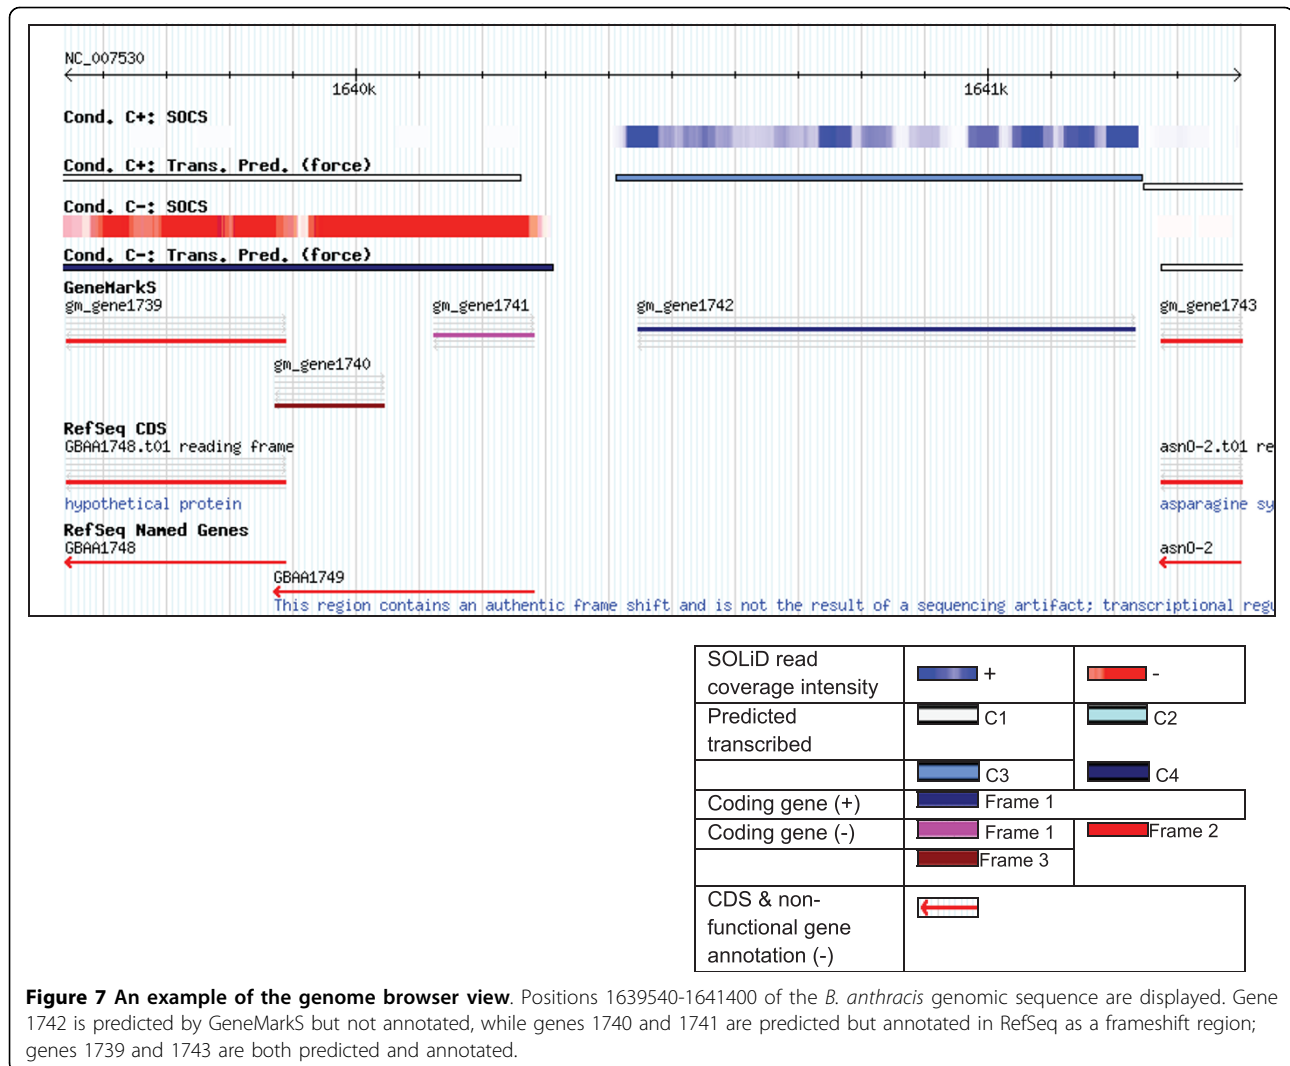 NC_007530
1640k 1641k
Cond. C+: SOCS
Cond. C+: Trans. Pred. (force)
Cond. C-: SOCS
Cond. C-: Trans. Pred. (force)
GeneMarkS
gm_gene1739 gm_gene1741 gm_gene1742 gm_gene1743
gm_gene1740
RefSeq CDS
GBAA1748.t01 reading frame asnO-2.t01 re
hypothetical protein asparagine sy
RefSeq Named Genes
GBAA1748 asnO-2
GBAA1749
This region contains an authentic frame shift and is not the result of a sequencing artifact; transcriptional regu
SOLiD read + -
coverage intensity
Predicted C1 C2
transcribed
C3 C4
Coding gene (+) Frame 1
Coding gene (-) Frame 1 Frame 2
Frame 3
CDS & non-
functional gene
annotation (-)
Figure 7 An example of the genome browser view. Positions 1639540-1641400 of the B. anthracis genomic sequence are displayed. Gene
1742 is predicted by GeneMarkS but not annotated, while genes 1740 and 1741 are predicted but annotated in RefSeq as a frameshift region;
genes 1739 and 1743 are both predicted and annotated.